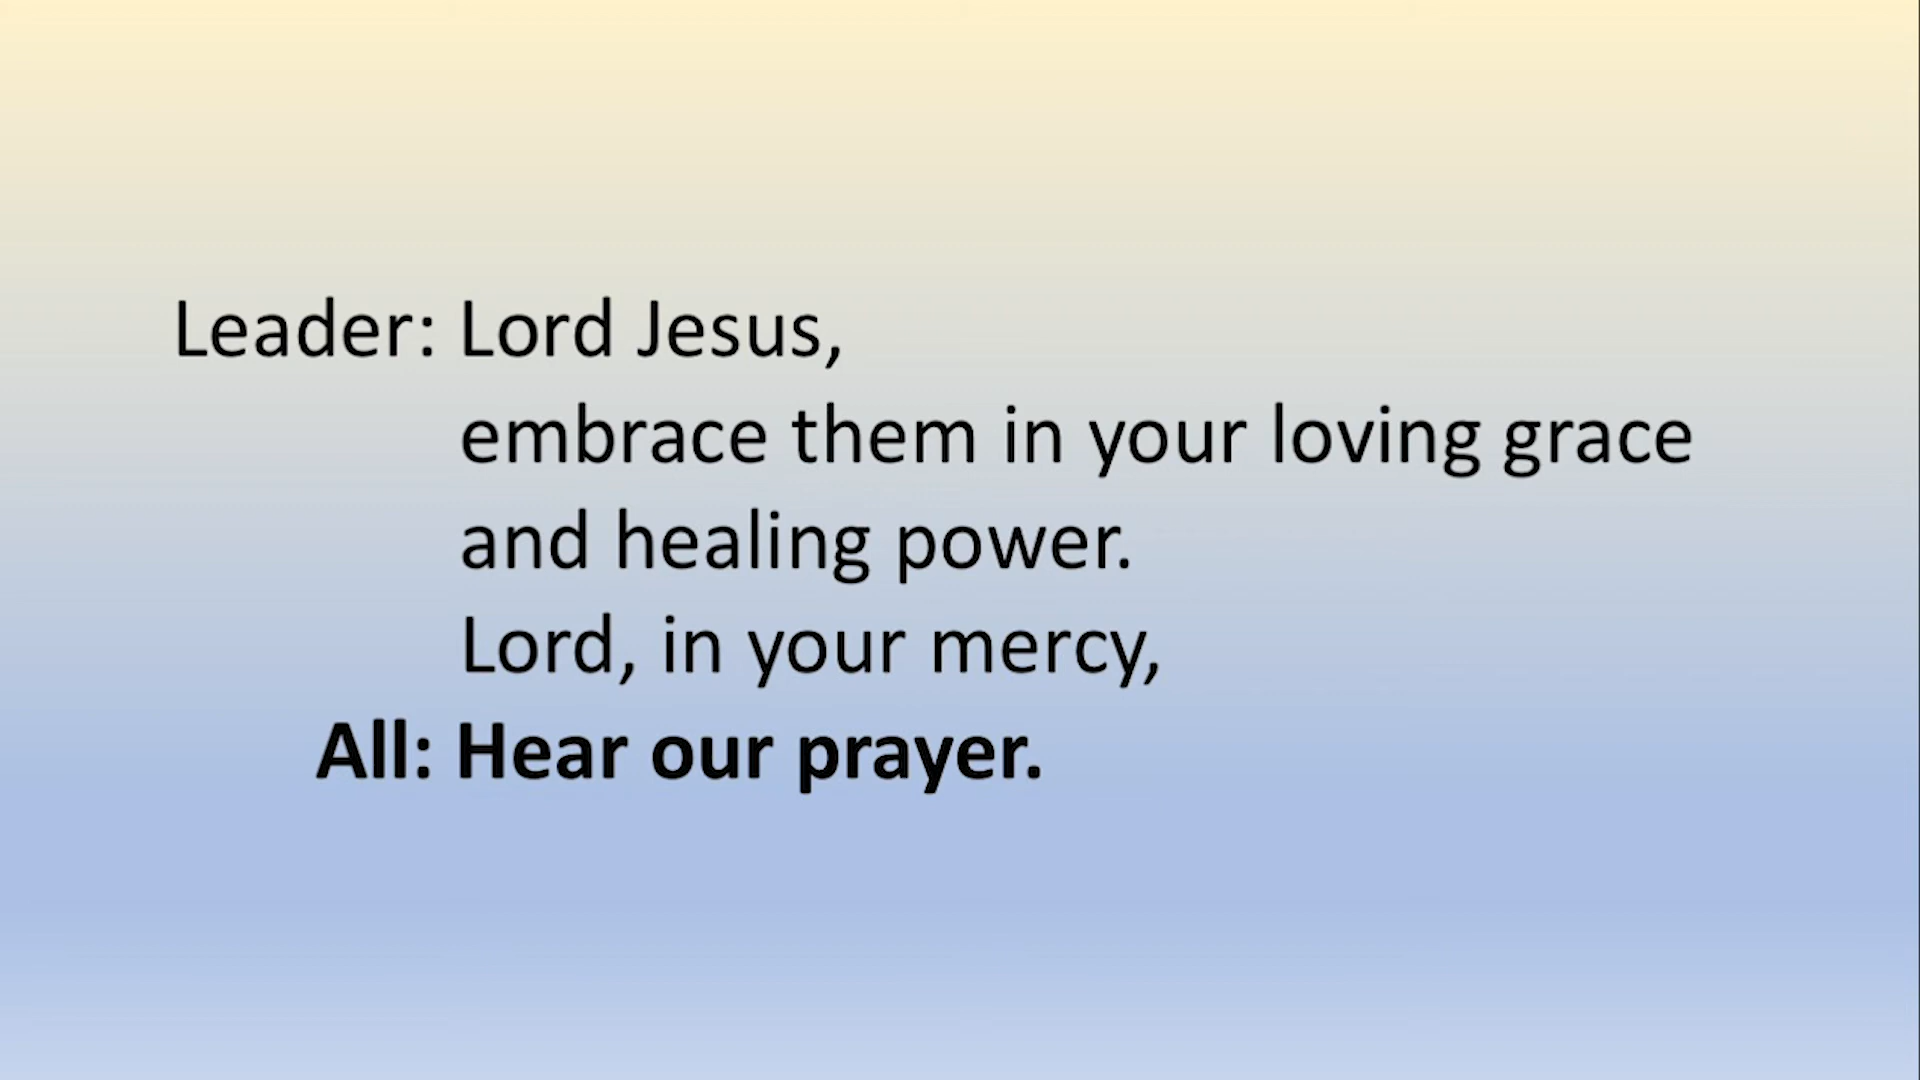 Leader: Lord Jesus,
embrace them in your loving grace
and healing power.
Lord, in your mercy,
All: Hear our prayer.